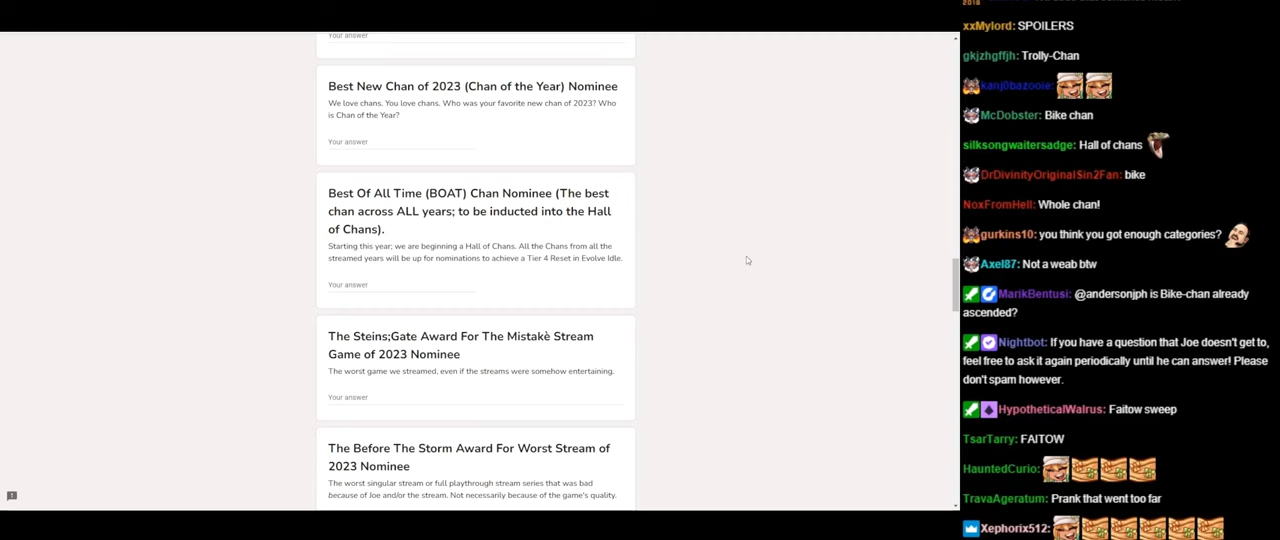 Your answer
Best New Chan of 2023 (Chan of the Year) Nominee
We love chans. You love chans. Who was your favorite new chan of 2023? Who
is Chan of the Year?
Your answer
Best Of All Time (BOAT) Chan Nominee (The best
chan across ALL years; to be inducted into the Hall
of Chans).
Starting this year; we are beginning a Hall of Chans. All the Chans from all the
streamed years will be up for nominations to achieve a Tier 4 Reset in Evolve Idle.
Your answer
The Steins;Gate Award For The Mistakè Stream
Game of 2023 Nominee
The worst game we streamed, even if the streams were somehow entertaining.
Your answer
The Before The Storm Award For Worst Stream of
2023 Nominee
The worst singular stream or full playthrough stream series that was bad
because of Joe and/or the stream. Not necessarily because of the game's quality.
xxMylord: SPOILERS
gkjzhgffjh: Trolly-Chan
kanj0bazooie:
McDobster: Bike chan
silksongwaitersadge: Hall of chans
DrDivinityOriginalSin2Fan: bike
NoxFromHell: Whole chan!
gurkins10: you think you got enough categories?
Axel87: Not a weab btw
MarikBentusi: @andersonjph is Bike-chan already
ascended?
Nightbot: If you have a question that Joe doesn't get to,
feel free to ask it again periodically until he can answer! Please
don't spam however.
HypotheticalWalrus: Faitow sweep
TsarTarry: FAITOW
HauntedCurio:
TravaAgeratum: Prank that went too far
Xephorix512: